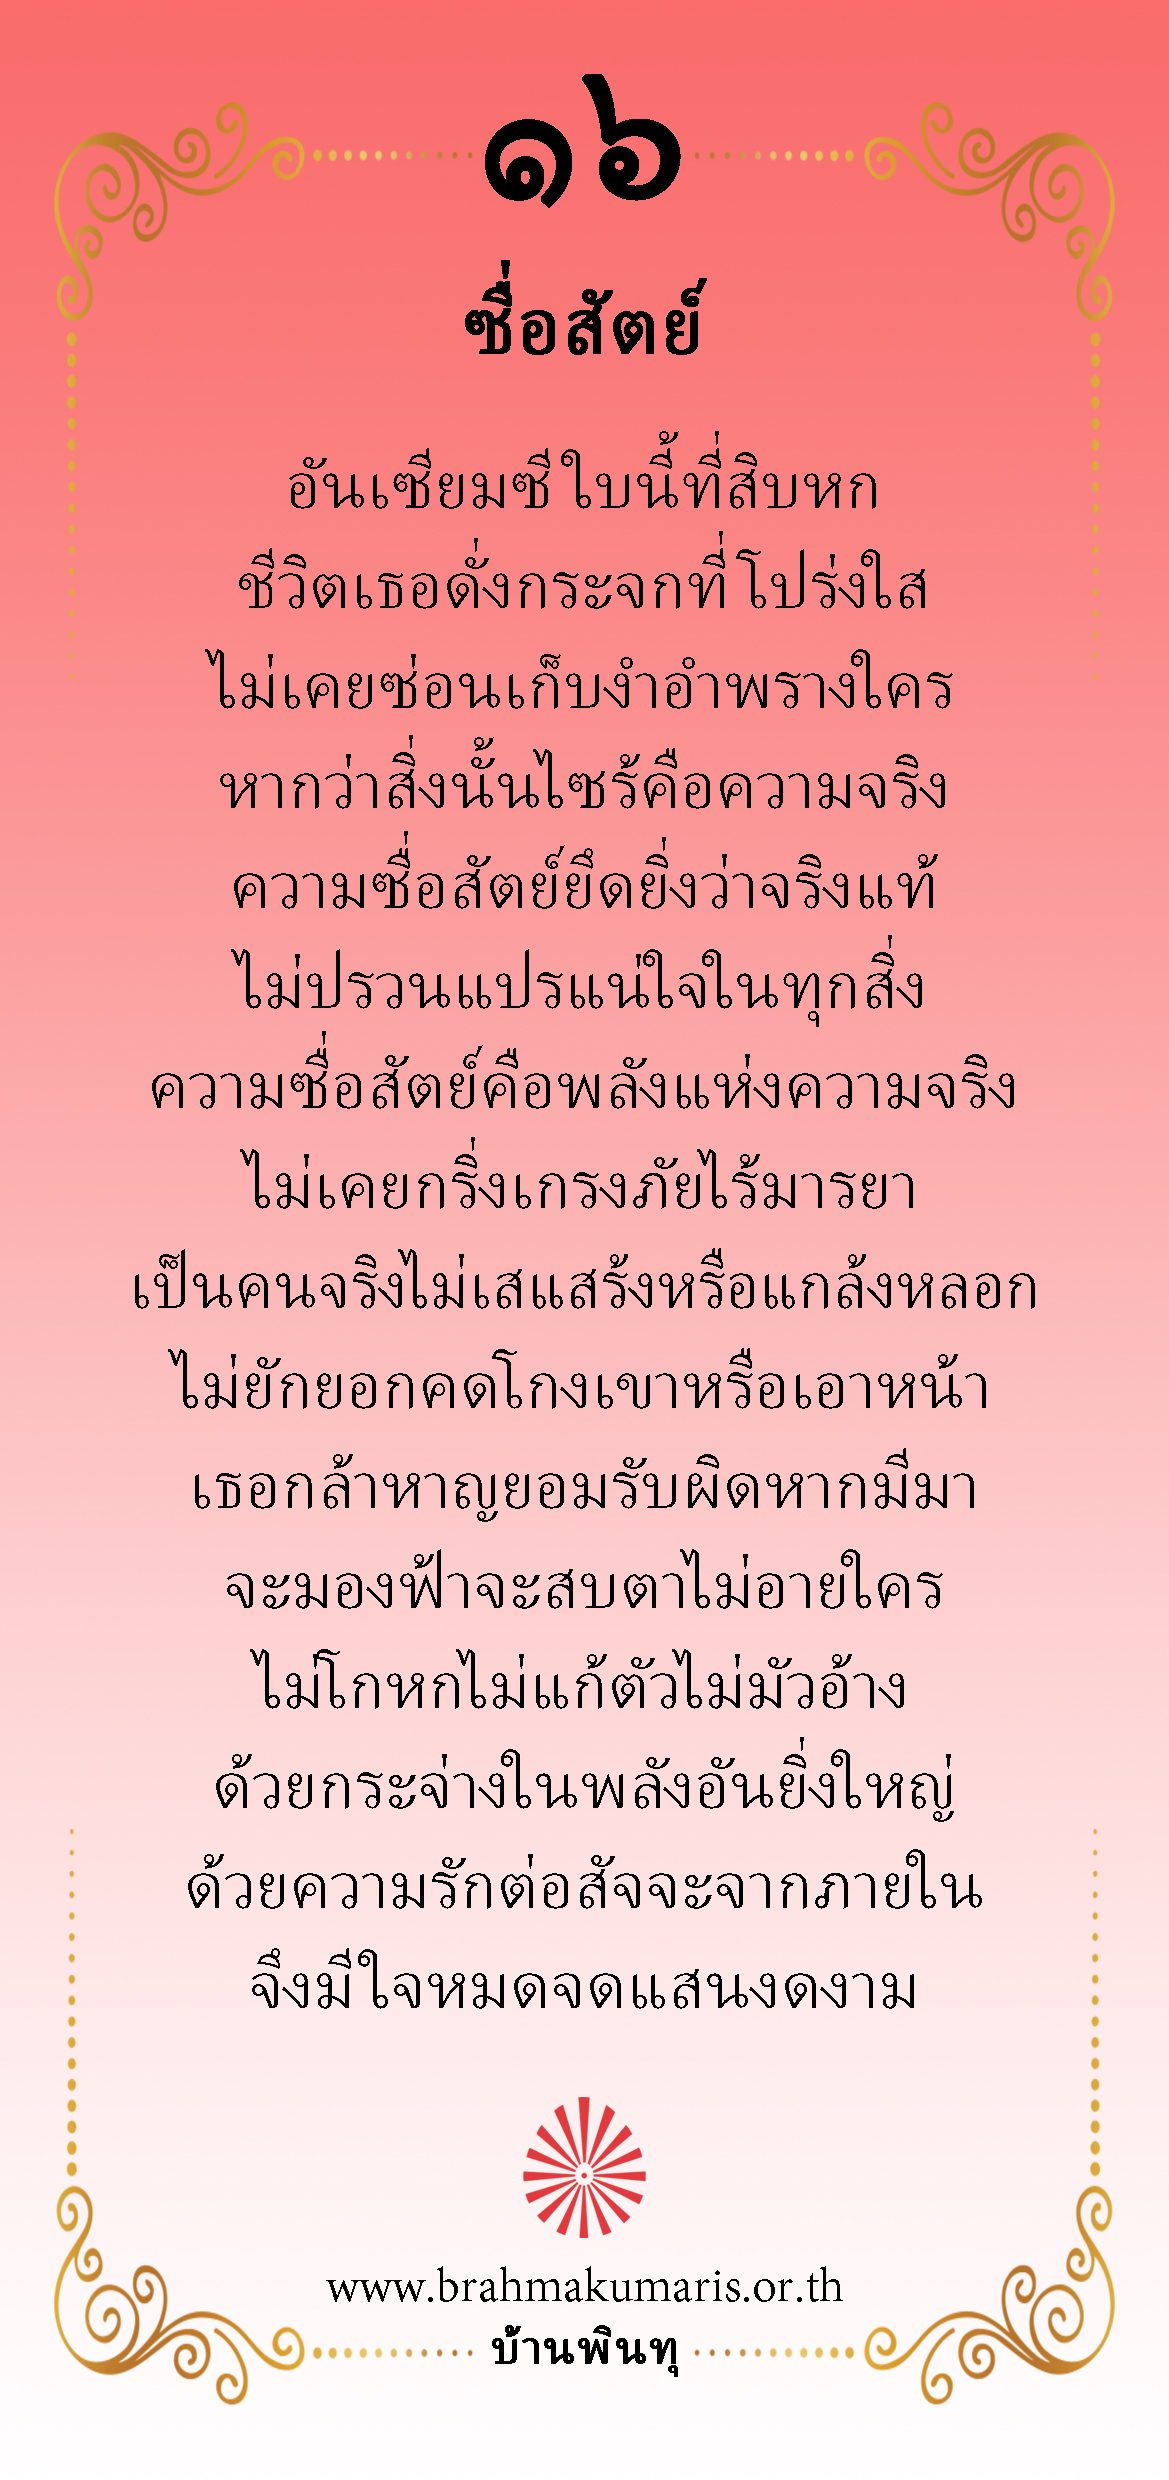 ๑๖
ซื่อสัตย์
อันเซียมซีใบนี้ที่สิบหก
ชีวิตเธอดั่งกระจกที่โปร่งใส
ไม่เคยซ่อนเก็บงำอำพรางใคร
หากว่าสิ่งนั้นไซร้คือความจริง
ความซื่อสัตย์ยึดยิ่งว่าจริงแท้
ไม่ปรวนแปรแน่ใจในทุกสิ่ง
ความซื่อสัตย์คือพลังแห่งความจริง
ไม่เคยกริ่งเกรงภัยไร้มารยา
เป็นคนจริงไม่เสแสร้งหรือแกล้งหลอก
ไม่ยักยอกคดโกงเขาหรือเอาหน้า
เธอกล้าหาญยอมรับผิดหากมีมา
จะมองฟ้าจะสบตาไม่อายใคร
ไม่โกหกไม่แก้ตัวไม่มัวอ้าง
ด้วยกระจ่างในพลังอันยิ่งใหญ่
ด้วยความรักต่อสัจจะจากภายใน
จึงมีใจหมดจดแสนงดงาม
www.brahmakumaris.or.th
บ้านพินทุ